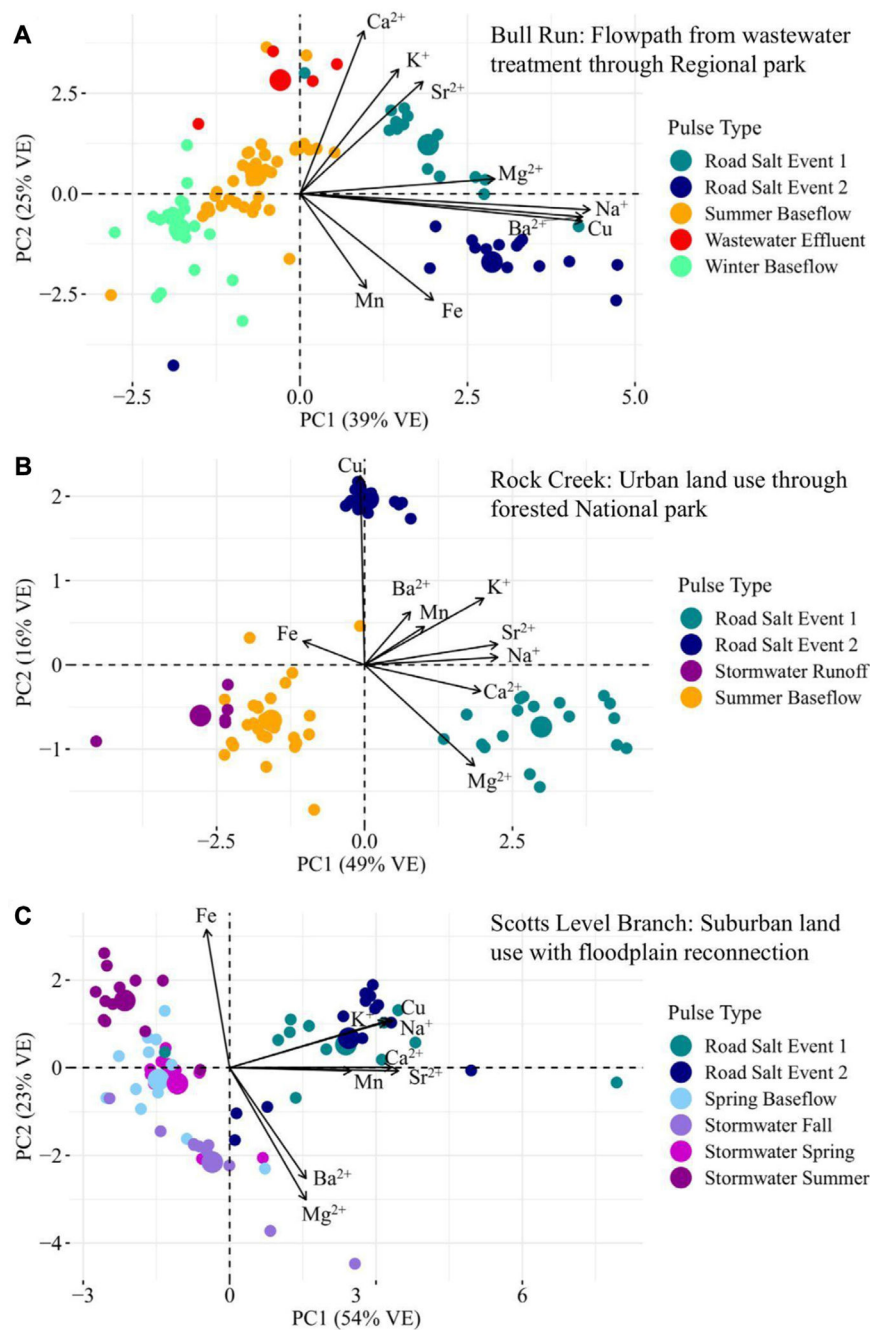 A
Bull Run: Flowpath from wastewater
treatment through Regional park
Ca²⁺
K⁺
Sr²⁺
Mg²⁺
Na⁺
Ba²⁺
Cu
Mn
Fe
PC2 (25% VE)
2.5
0.0
−2.5
−2.5
0.0
2.5
5.0
PC1 (39% VE)
Pulse Type
Road Salt Event 1
Road Salt Event 2
Summer Baseflow
Wastewater Effluent
Winter Baseflow
B
Rock Creek: Urban land use through
forested National park
Cu
Ba²⁺
K⁺
Mn
Fe
Sr²⁺
Na⁺
Ca²⁺
Mg²⁺
PC2 (16% VE)
2
1
0
−1
−2.5
0.0
2.5
PC1 (49% VE)
Pulse Type
Road Salt Event 1
Road Salt Event 2
Stormwater Runoff
Summer Baseflow
C
Scotts Level Branch: Suburban land
use with floodplain reconnection
Fe
Cu
K⁺
Na⁺
Ca²⁺
Mn
Sr²⁺
Ba²⁺
Mg²⁺
PC2 (23% VE)
2
0
−2
−4
−3
0
3
6
PC1 (54% VE)
Pulse Type
Road Salt Event 1
Road Salt Event 2
Spring Baseflow
Stormwater Fall
Stormwater Spring
Stormwater Summer